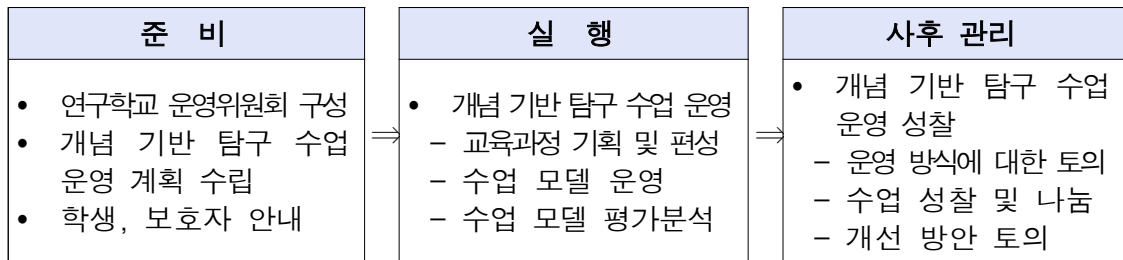 준 비
• 연구학교 운영위원회 구성
• 개념 기반 탐구 수업
운영 계획 수립
• 학생, 보호자 안내
⇒
실 행
• 개념 기반 탐구 수업 운영
– 교육과정 기획 및 편성
– 수업 모델 운영
– 수업 모델 평가분석
⇒
사후 관리
• 개념 기반 탐구 수업
운영 성찰
– 운영 방식에 대한 토의
– 수업 성찰 및 나눔
– 개선 방안 토의